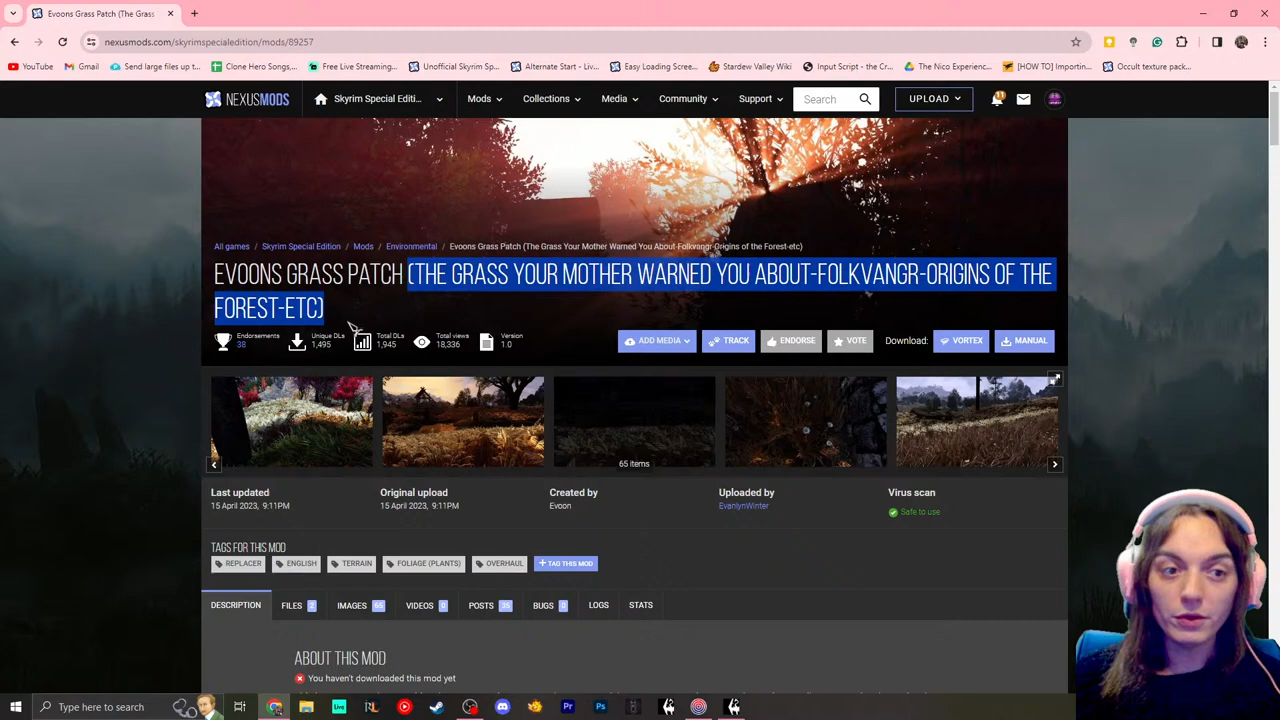 Evoons Grass Patch (The Grass
nexusmods.com/skyrimspecialedition/mods/89257
YouTube Gmail Send large files up t... Clone Hero Songs,... Free Live Streaming... Unofficial Skyrim Sp... Alternate Start - Liv... Easy Loading Scree... Stardew Valley Wiki Input Script - the Cr... The Nico Experienc... [HOW TO] Importin... Occult texture pack...
NEXUSMODS Skyrim Special Editi... Mods Collections Media Community Support Search UPLOAD 11
All games / Skyrim Special Edition / Mods / Environmental / Evoons Grass Patch (The Grass Your Mother Warned You About-Folkvangr-Origins of the Forest-etc)
EVOONS GRASS PATCH (THE GRASS YOUR MOTHER WARNED YOU ABOUT-FOLKVANGR-ORIGINS OF THE
FOREST-ETC)
Endorsements Unique DLs Total DLs Total views Version
38 1,495 1,945 18,336 1.0
ADD MEDIA TRACK ENDORSE VOTE Download: VORTEX MANUAL
65 items
Last updated Original upload Created by Uploaded by Virus scan
15 April 2023, 9:11PM 15 April 2023, 9:11PM Evoon EvanlynWinter Safe to use
TAGS FOR THIS MOD
REPLACER ENGLISH TERRAIN FOLIAGE (PLANTS) OVERHAUL + TAG THIS MOD
DESCRIPTION FILES 2 IMAGES 65 VIDEOS 0 POSTS 35 BUGS 0 LOGS STATS
ABOUT THIS MOD
You haven't downloaded this mod yet
Type here to search Live Pr Ps